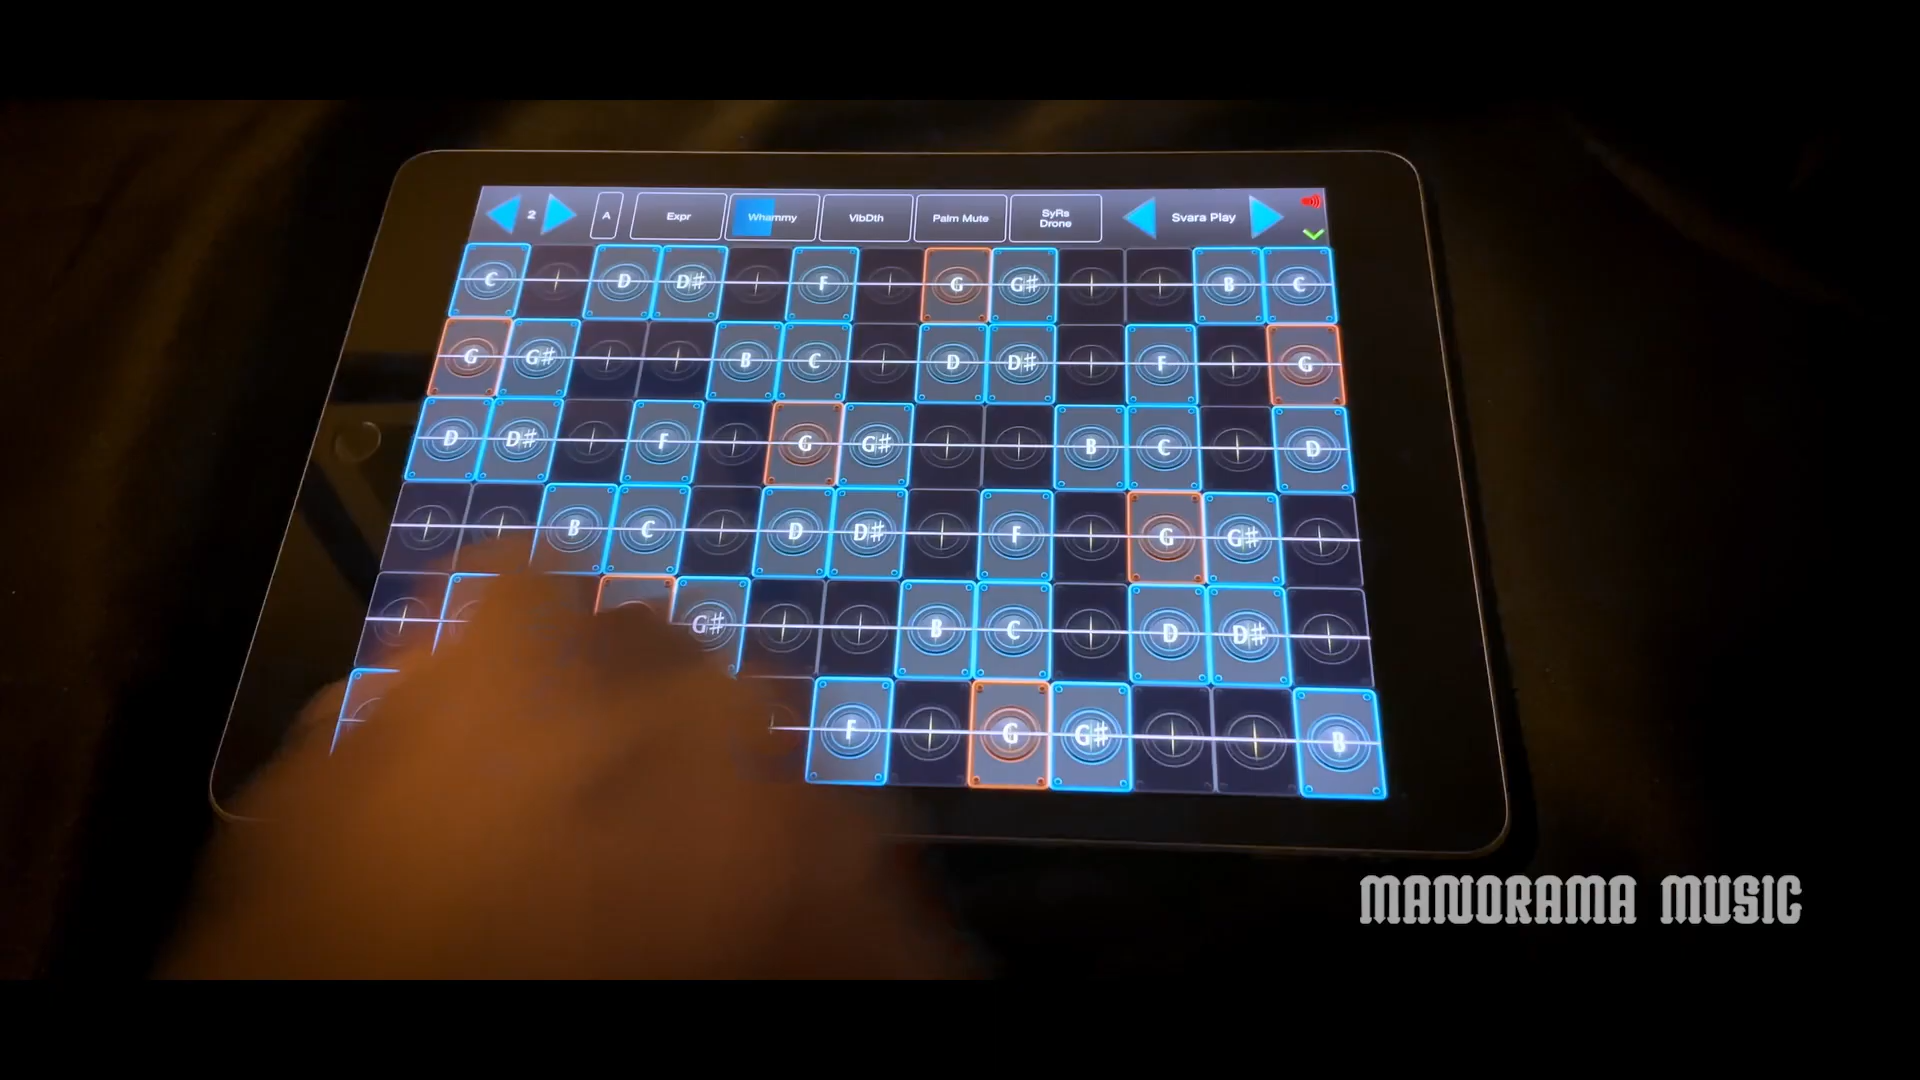 2 A Expr Whammy VibDth Palm Mute SyRs Drone Svara Play
C D D# F G G# B C
G G# B C D D# F G
D D# F G G# B C D
B C D D# F G G#
G# B C D D#
F G G# B
MANORAMA MUSIC